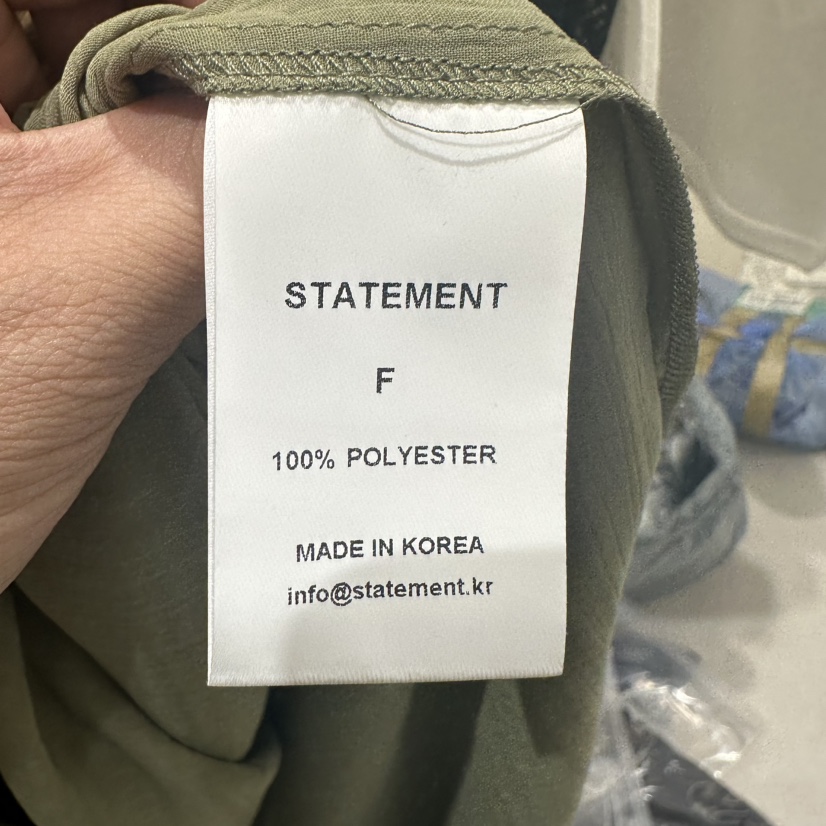 STATEMENT
F
100% POLYESTER
MADE IN KOREA
info@statement.kr